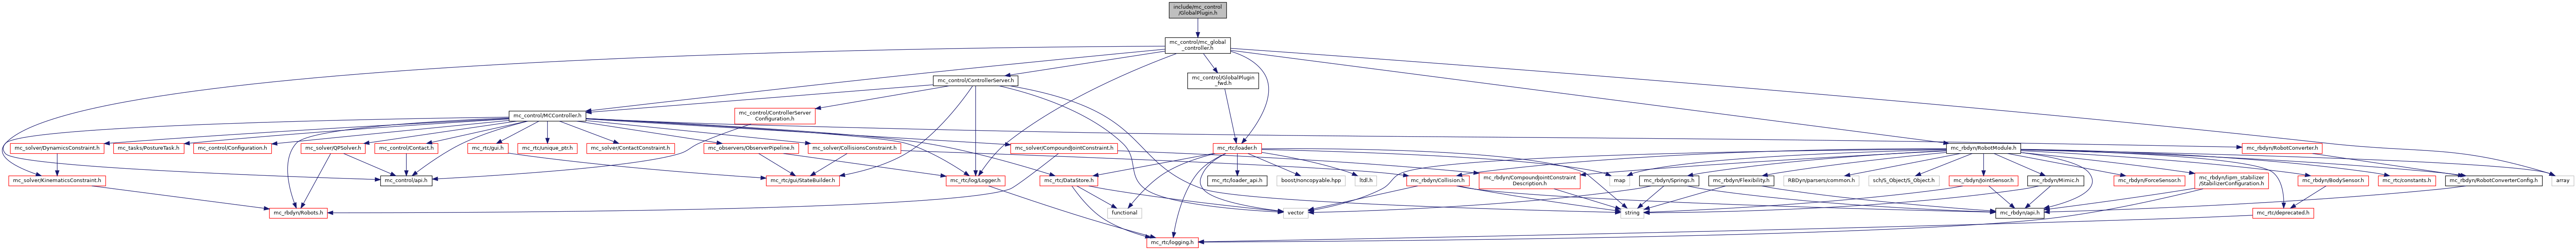 include/mc_control
/GlobalPlugin.h
mc_control/mc_global
_controller.h
mc_control/ControllerServer.h
mc_control/GlobalPlugin
_fwd.h
mc_control/MCController.h
mc_control/ControllerServer
Configuration.h
mc_solver/DynamicsConstraint.h
mc_tasks/PostureTask.h
mc_control/Configuration.h
mc_solver/QPSolver.h
mc_control/Contact.h
mc_rtc/gui.h
mc_rtc/unique_ptr.h
mc_solver/ContactConstraint.h
mc_observers/ObserverPipeline.h
mc_solver/CollisionsConstraint.h
mc_solver/CompoundJointConstraint.h
mc_rtc/loader.h
mc_rbdyn/RobotModule.h
mc_rbdyn/RobotConverter.h
mc_solver/KinematicsConstraint.h
mc_control/api.h
mc_rtc/gui/StateBuilder.h
mc_rtc/log/Logger.h
mc_rtc/DataStore.h
mc_rtc/loader_api.h
boost/noncopyable.hpp
ltdl.h
mc_rbdyn/Collision.h
mc_rbdyn/CompoundJointConstraint
Description.h
map
mc_rbdyn/Springs.h
mc_rbdyn/Flexibility.h
RBDyn/parsers/common.h
sch/S_Object/S_Object.h
mc_rbdyn/JointSensor.h
mc_rbdyn/Mimic.h
mc_rbdyn/ForceSensor.h
mc_rbdyn/lipm_stabilizer
/StabilizerConfiguration.h
mc_rbdyn/BodySensor.h
mc_rtc/constants.h
mc_rbdyn/RobotConverterConfig.h
array
mc_rbdyn/Robots.h
functional
vector
string
mc_rbdyn/api.h
mc_rtc/deprecated.h
mc_rtc/logging.h